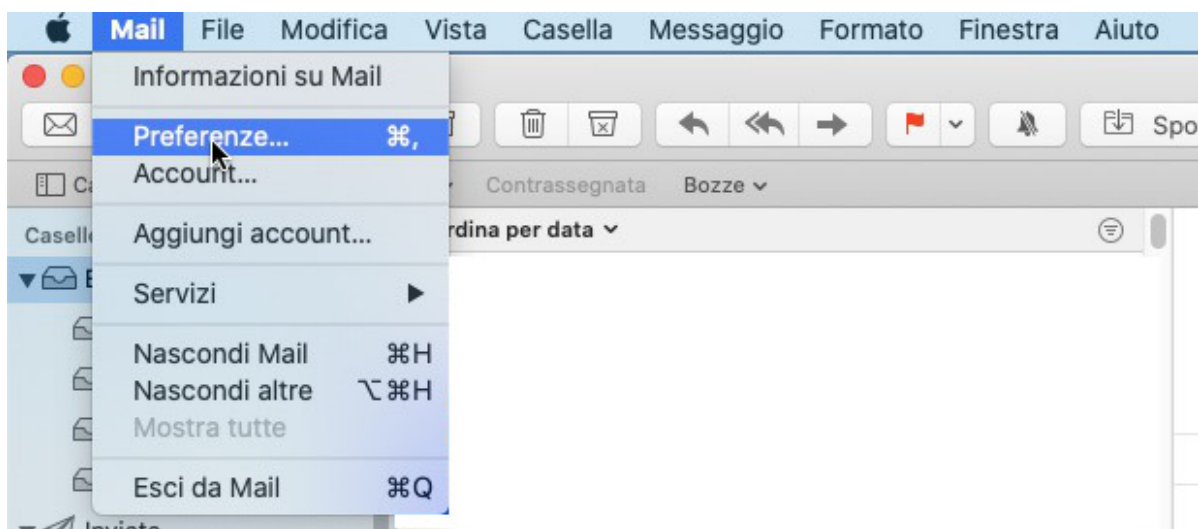 Mail File Modifica Vista Casella Messaggio Formato Finestra Aiuto
Informazioni su Mail
Preferenze... ⌘,
Account...
Aggiungi account...
Servizi
Nascondi Mail ⌘H
Nascondi altre ⌥⌘H
Mostra tutte
Esci da Mail ⌘Q
Contrassegnata Bozze
per data